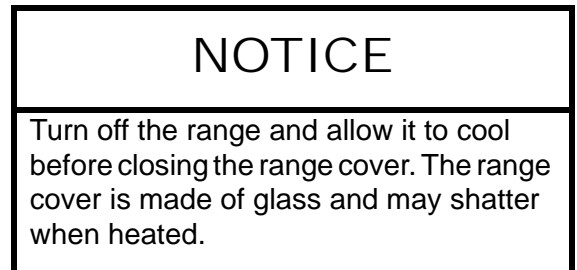 NOTICE
Turn off the range and allow it to cool
before closing the range cover. The range
cover is made of glass and may shatter
when heated.